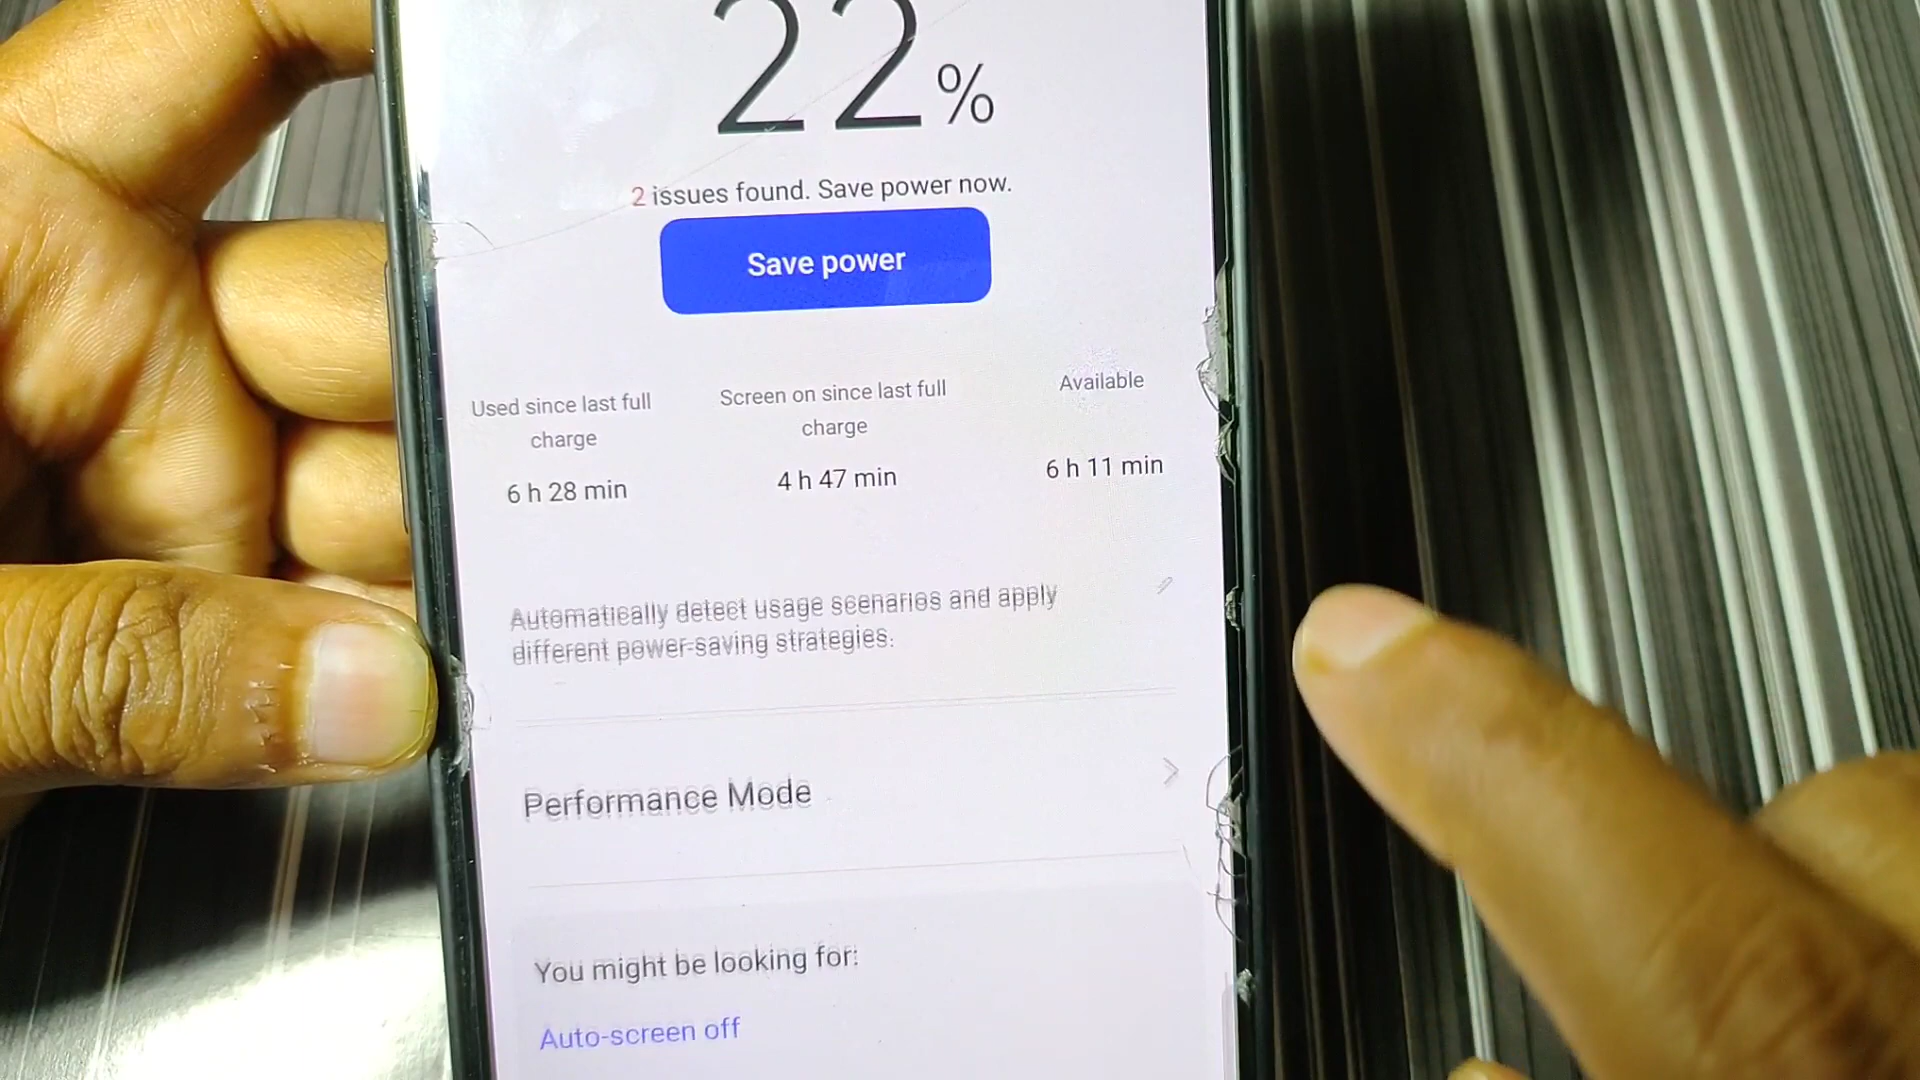 22%
2 issues found. Save power now.
Save power
Used since last full
charge
6 h 28 min
Screen on since last full
charge
4 h 47 min
Available
6 h 11 min
Automatically detect usage scenarios and apply
different power-saving strategies.
Performance Mode
You might be looking for:
Auto-screen off